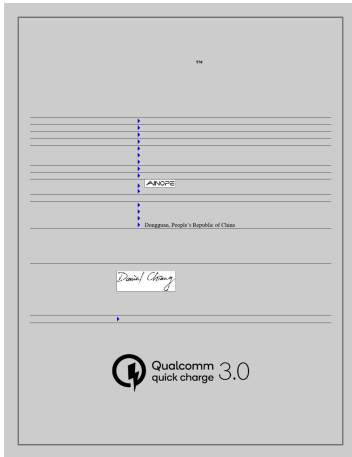 ™
AINOPE
Dongguan, People's Republic of China
Daniel Chang
Qualcomm
quick charge 3.0